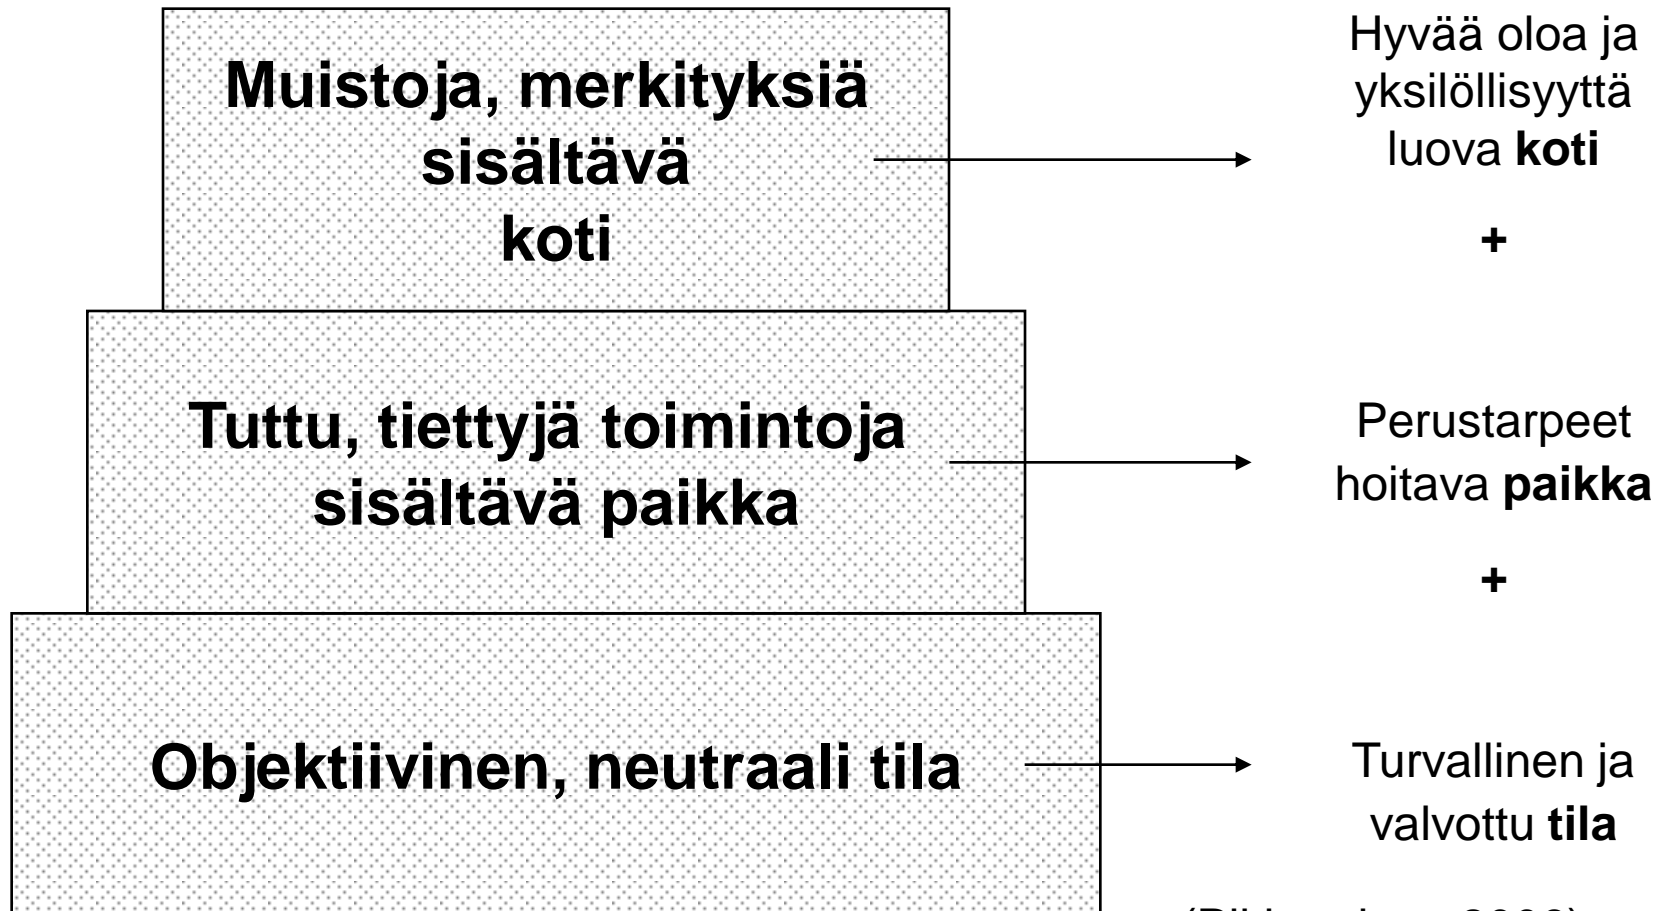 Muistoja, merkityksiä
sisältävä
koti
Hyvää oloa ja
yksilöllisyyttä
luova koti
+
Tuttu, tiettyjä toimintoja
sisältävä paikka
Perustarpeet
hoitava paikka
+
Objektiivinen, neutraali tila
Turvallinen ja
valvottu tila